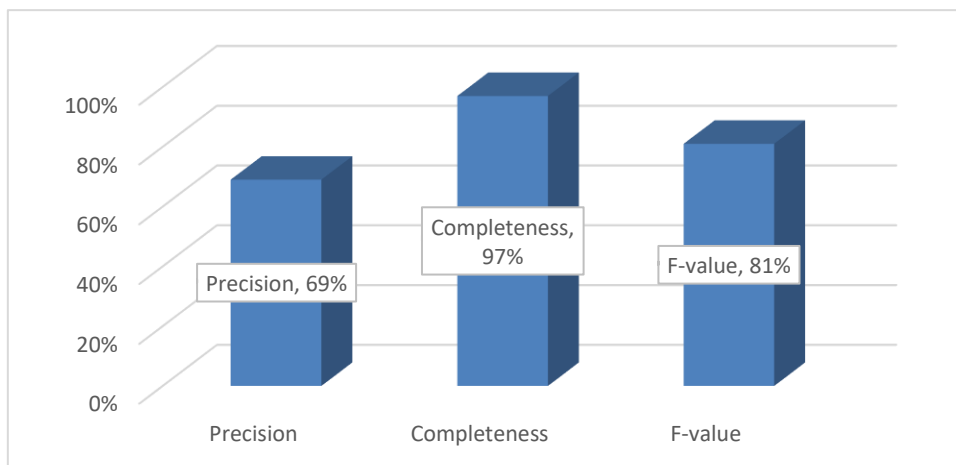 100%
80%
60%
40%
20%
0%
Completeness,
97%
Precision, 69%
F-value, 81%
Precision
Completeness
F-value